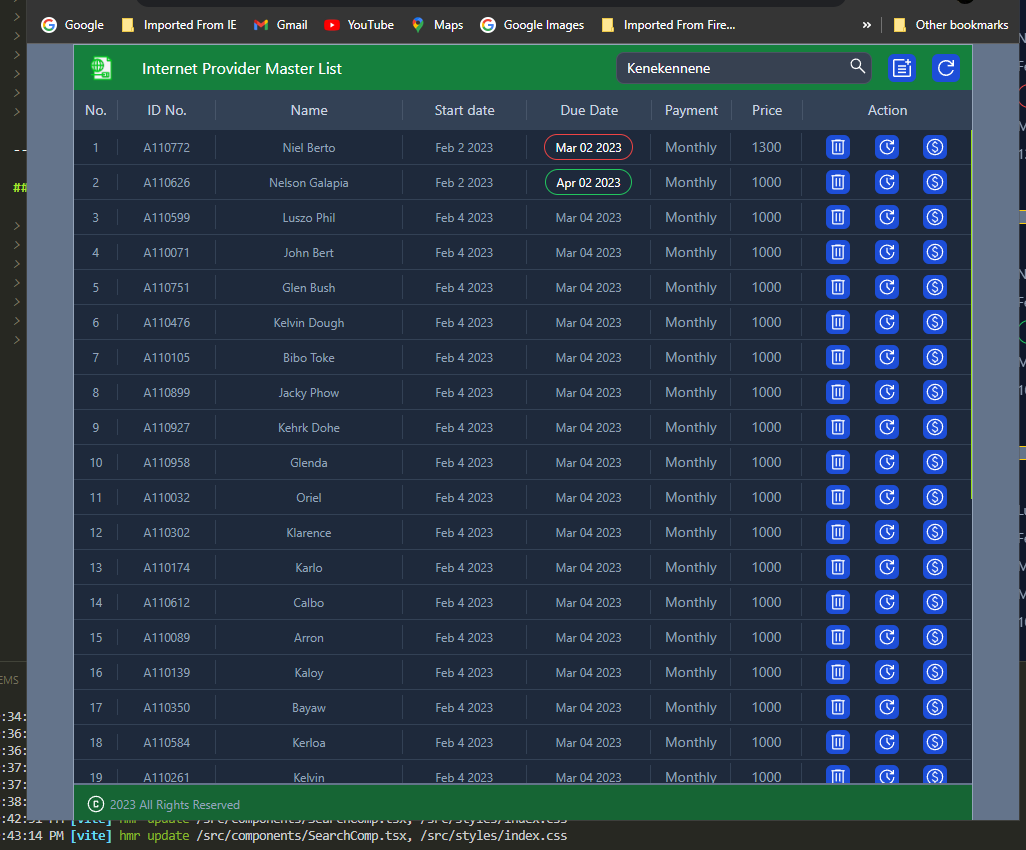 Google Imported From IE Gmail YouTube Maps Google Images Imported From Fire... » Other bookmarks
Internet Provider Master List Kenekennene
No. ID No. Name Start date Due Date Payment Price Action
1 A110772 Niel Berto Feb 2 2023 Mar 02 2023 Monthly 1300
2 A110626 Nelson Galapia Feb 2 2023 Apr 02 2023 Monthly 1000
3 A110599 Luszo Phil Feb 4 2023 Mar 04 2023 Monthly 1000
4 A110071 John Bert Feb 4 2023 Mar 04 2023 Monthly 1000
5 A110751 Glen Bush Feb 4 2023 Mar 04 2023 Monthly 1000
6 A110476 Kelvin Dough Feb 4 2023 Mar 04 2023 Monthly 1000
7 A110105 Bibo Toke Feb 4 2023 Mar 04 2023 Monthly 1000
8 A110899 Jacky Phow Feb 4 2023 Mar 04 2023 Monthly 1000
9 A110927 Kehrk Dohe Feb 4 2023 Mar 04 2023 Monthly 1000
10 A110958 Glenda Feb 4 2023 Mar 04 2023 Monthly 1000
11 A110032 Oriel Feb 4 2023 Mar 04 2023 Monthly 1000
12 A110302 Klarence Feb 4 2023 Mar 04 2023 Monthly 1000
13 A110174 Karlo Feb 4 2023 Mar 04 2023 Monthly 1000
14 A110612 Calbo Feb 4 2023 Mar 04 2023 Monthly 1000
15 A110089 Arron Feb 4 2023 Mar 04 2023 Monthly 1000
16 A110139 Kaloy Feb 4 2023 Mar 04 2023 Monthly 1000
17 A110350 Bayaw Feb 4 2023 Mar 04 2023 Monthly 1000
18 A110584 Kerloa Feb 4 2023 Mar 04 2023 Monthly 1000
19 A110261 Kelvin Feb 4 2023 Mar 04 2023 Monthly 1000
© 2023 All Rights Reserved
[vite] hmr update /src/components/SearchComp.tsx, /src/styles/index.css
:43:14 PM [vite] hmr update /src/components/SearchComp.tsx, /src/styles/index.css